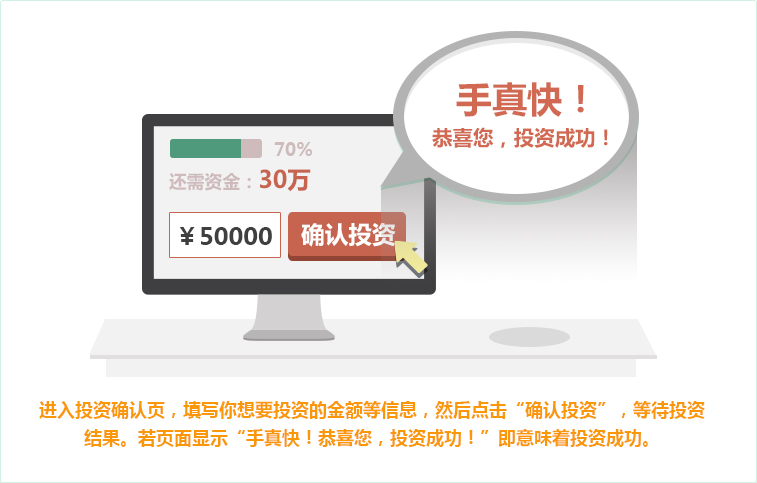 手真快！
恭喜您，投资成功！
70%
还需资金：30万
￥50000
确认投资
进入投资确认页，填写你想要投资的金额等信息，然后点击“确认投资”，等待投资
结果。若页面显示“手真快！恭喜您，投资成功！”即意味着投资成功。